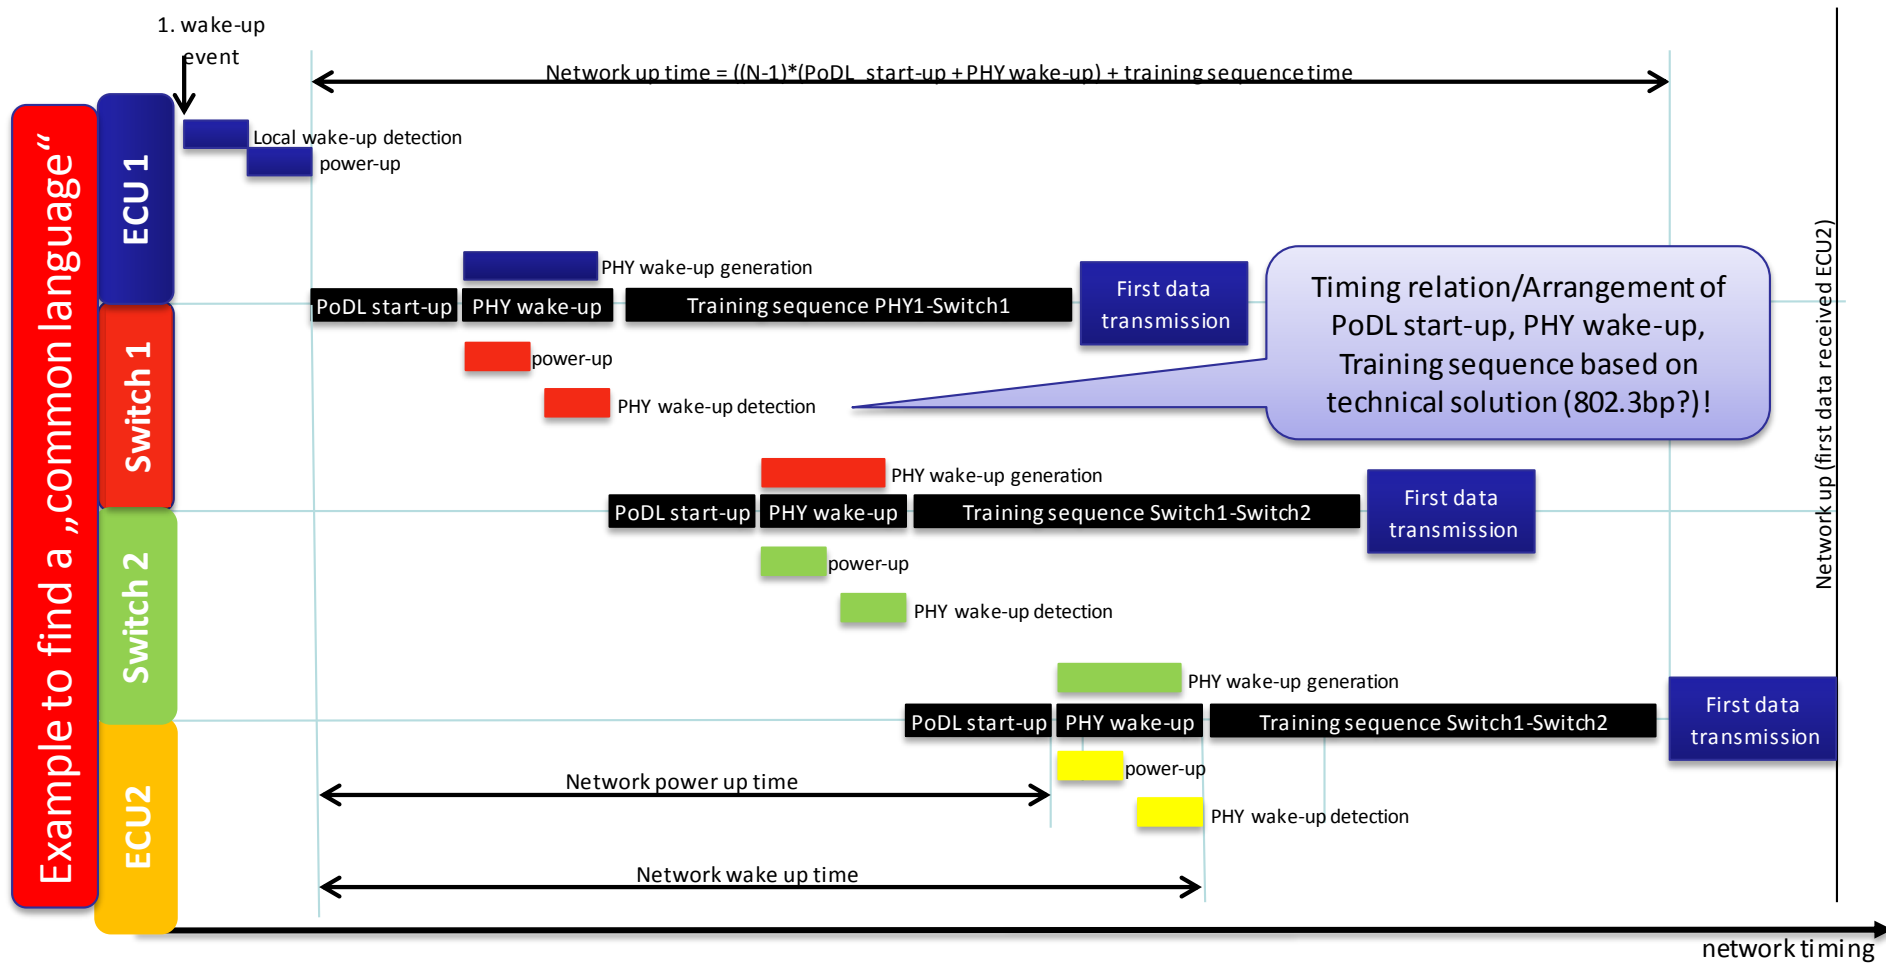 1. wake-up
event
Network up time = ((N-1)*(PoDL start-up + PHY wake-up) + training sequence time
Example to find a „common language“
ECU 1
Switch 1
Switch 2
ECU2
Local wake-up detection
power-up
PHY wake-up generation
PoDL start-up
PHY wake-up
Training sequence PHY1-Switch1
First data
transmission
power-up
PHY wake-up detection
Timing relation/Arrangement of
PoDL start-up, PHY wake-up,
Training sequence based on
technical solution (802.3bp?)!
PHY wake-up generation
PoDL start-up
PHY wake-up
Training sequence Switch1-Switch2
First data
transmission
power-up
PHY wake-up detection
PHY wake-up generation
PoDL start-up
PHY wake-up
Training sequence Switch1-Switch2
First data
transmission
power-up
PHY wake-up detection
Network power up time
Network wake up time
Network up (first data received ECU2)
network timing